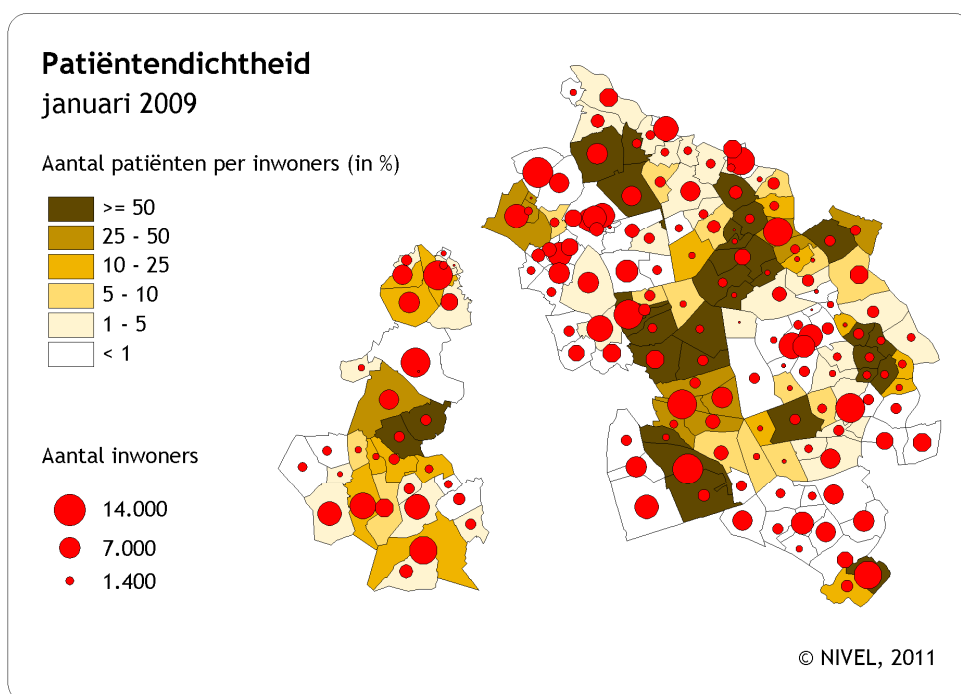 Patiëntendichtheid
januari 2009
Aantal patiënten per inwoners (in %)
>= 50
25 - 50
10 - 25
5 - 10
1 - 5
< 1
Aantal inwoners
14.000
7.000
1.400
© NIVEL, 2011